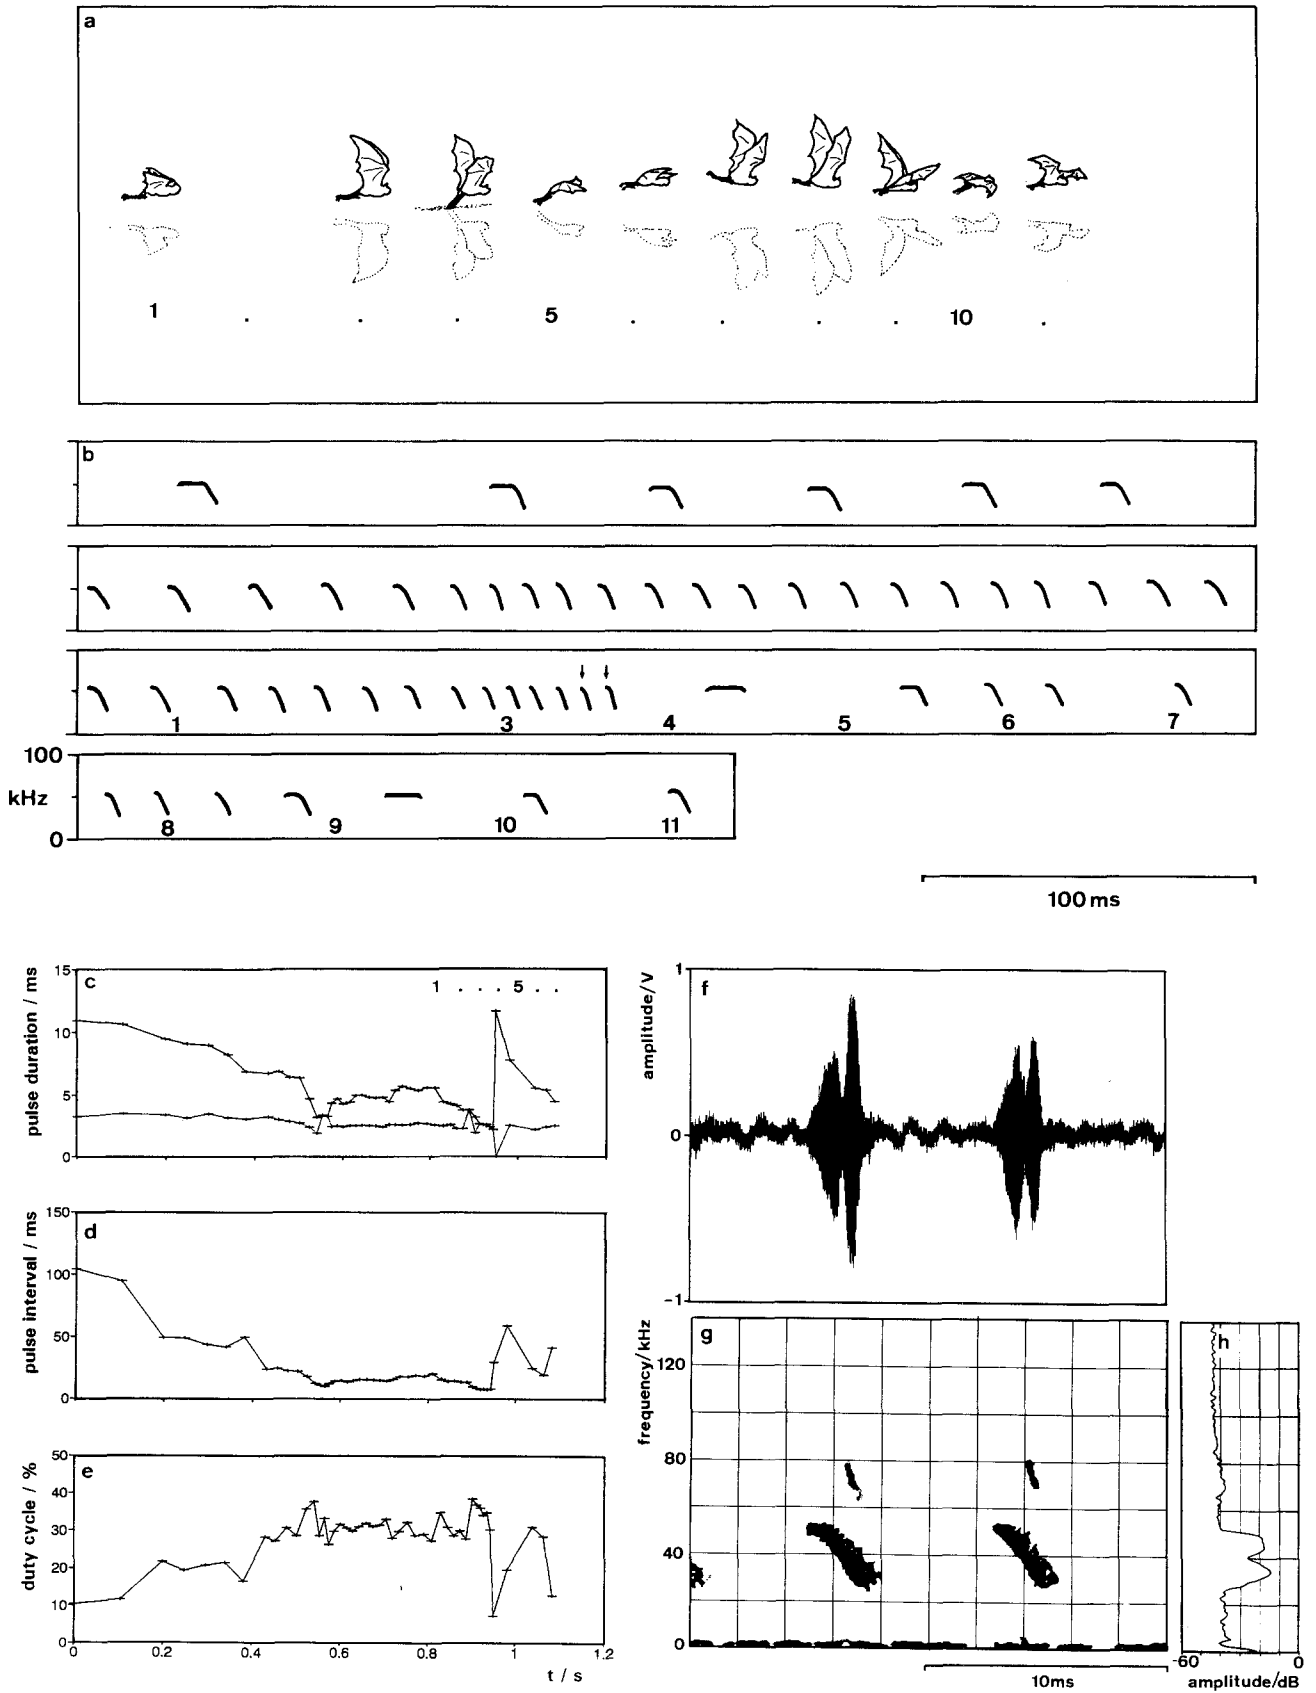 a
1 . . . 5 . . . . 10 .
b
1 3 4 5 6 7
100
kHz
0
8 9 10 11
100 ms
c
pulse duration / ms
15
10
5
0
1 . . . 5 . .
d
pulse interval / ms
150
100
50
0
e
duty cycle / %
50
40
30
20
10
0
0 0.2 0.4 0.6 0.8 1 1.2
t / s
f
amplitude/V
1
0
-1
g
frequency/kHz
120
80
40
0
10ms
h
-60 0
amplitude/dB